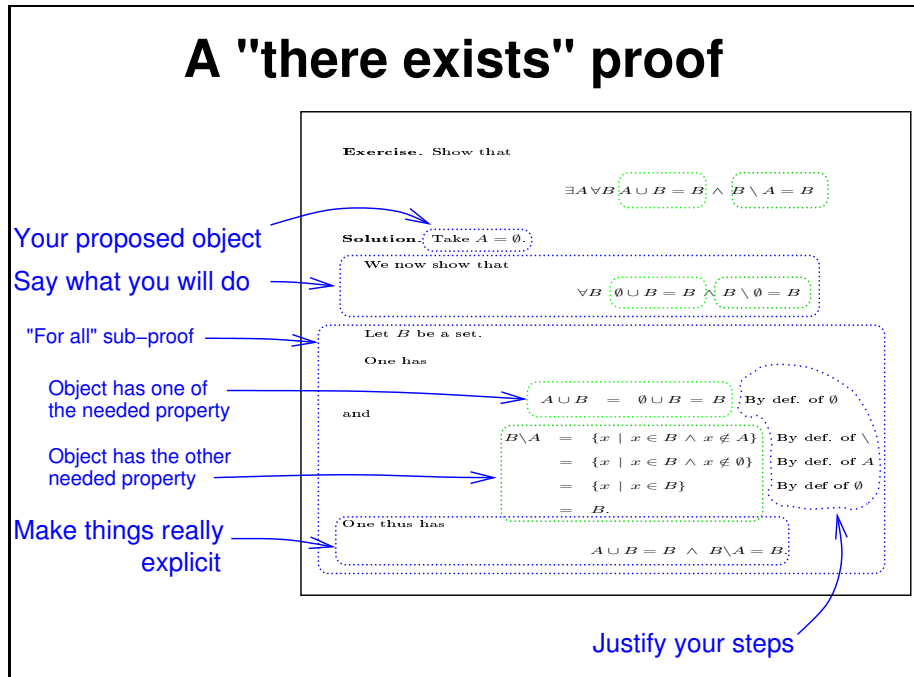 A "there exists" proof
Exercise. Show that
∃A∀B A ∪ B = B ∧ B \ A = B
Your proposed object
Solution. Take A = ∅.
Say what you will do
We now show that
∀B ∅ ∪ B = B ∧ B \ ∅ = B
"For all" sub−proof
Let B be a set.
One has
Object has one of
the needed property
A ∪ B = ∅ ∪ B = B By def. of ∅
and
B\A = {x | x ∈ B ∧ x ∉ A} By def. of \
Object has the other
needed property
= {x | x ∈ B ∧ x ∉ ∅} By def. of A
= {x | x ∈ B} By def of ∅
= B.
Make things really
explicit
One thus has
A ∪ B = B ∧ B\A = B.
Justify your steps